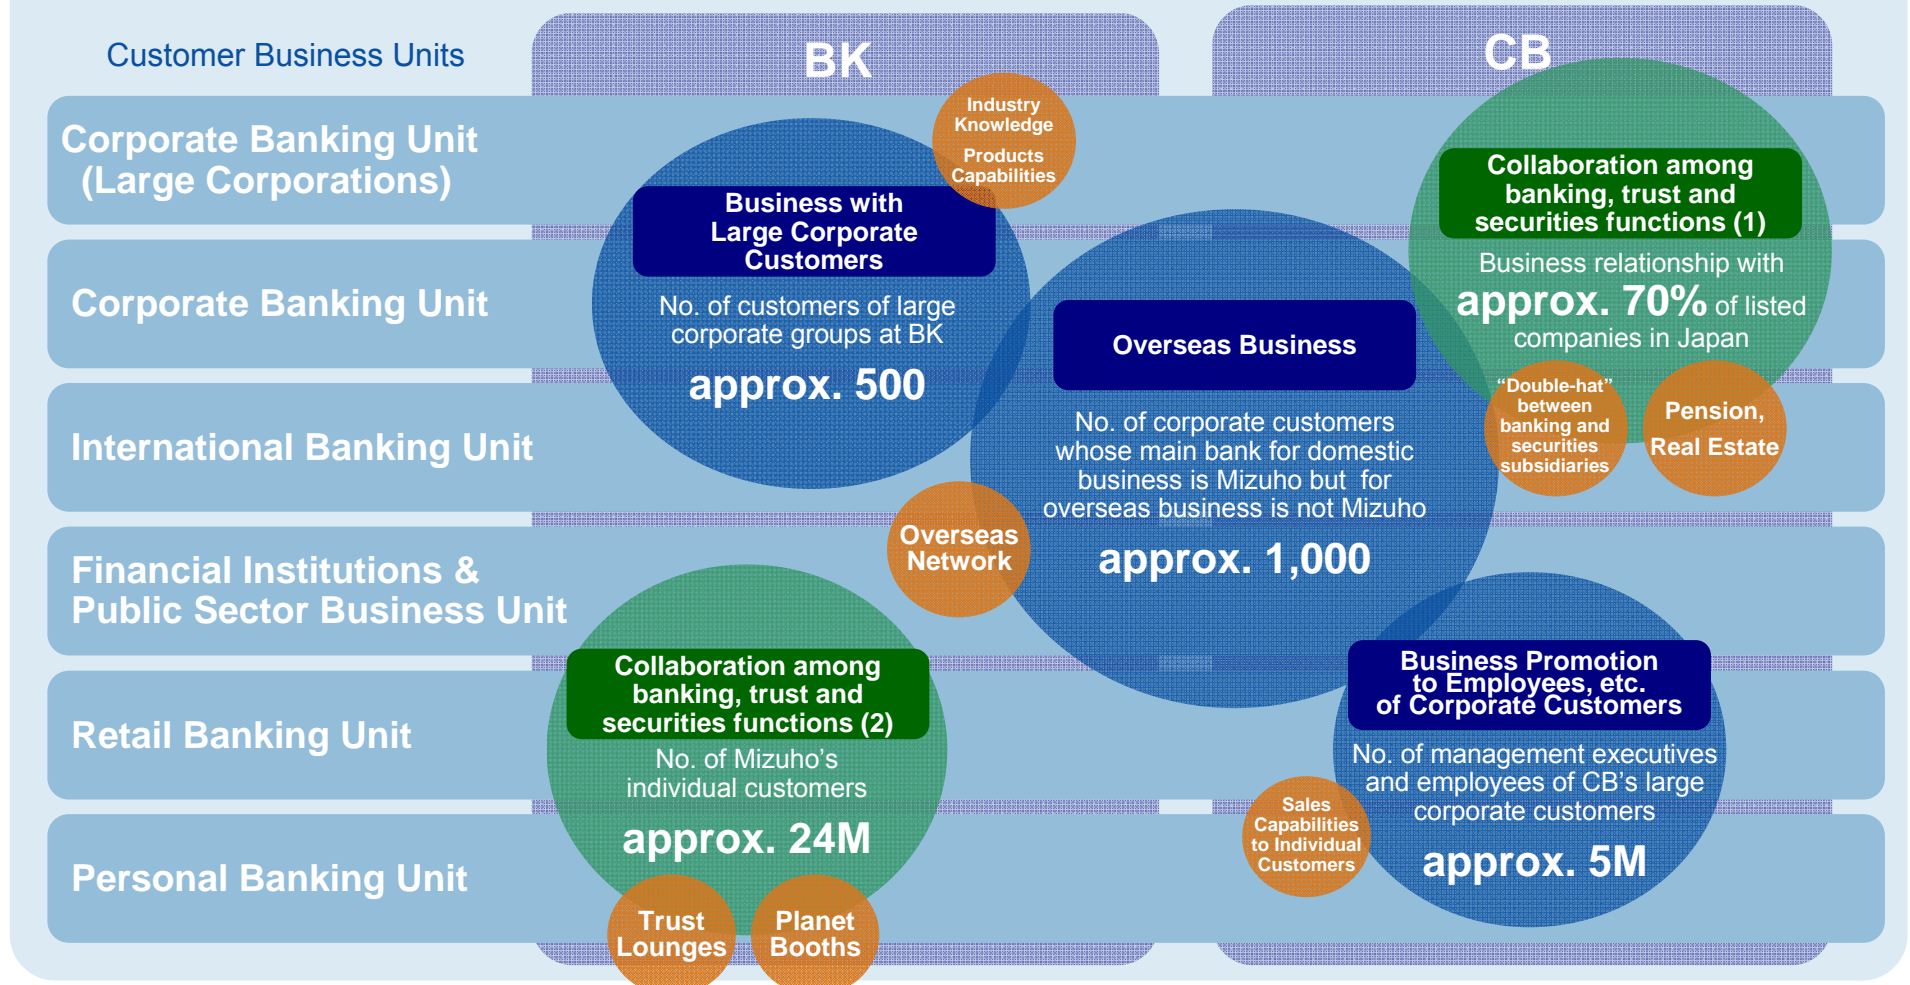 Customer Business Units
BK
CB
Corporate Banking Unit
(Large Corporations)
Corporate Banking Unit
International Banking Unit
Financial Institutions &
Public Sector Business Unit
Retail Banking Unit
Personal Banking Unit
Industry
Knowledge
Products
Capabilities
Business with
Large Corporate
Customers
No. of customers of large
corporate groups at BK
approx. 500
Collaboration among
banking, trust and
securities functions (1)
Business relationship with
approx. 70% of listed
companies in Japan
“Double-hat”
between
banking and
securities
subsidiaries
Pension,
Real Estate
Overseas Business
No. of corporate customers
whose main bank for domestic
business is Mizuho but for
overseas business is not Mizuho
approx. 1,000
Overseas
Network
Collaboration among
banking, trust and
securities functions (2)
No. of Mizuho’s
individual customers
approx. 24M
Trust
Lounges
Planet
Booths
Business Promotion
to Employees, etc.
of Corporate Customers
No. of management executives
and employees of CB’s large
corporate customers
approx. 5M
Sales
Capabilities
to Individual
Customers